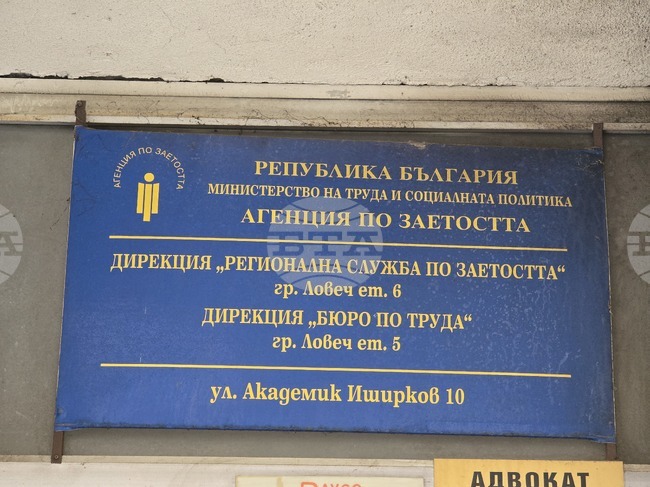 АГЕНЦИЯ ПО ЗАЕТОСТТА
РЕПУБЛИКА БЪЛГАРИЯ
МИНИСТЕРСТВО НА ТРУДА И СОЦИАЛНАТА ПОЛИТИКА
АГЕНЦИЯ ПО ЗАЕТОСТТА
ДИРЕКЦИЯ „РЕГИОНАЛНА СЛУЖБА ПО ЗАЕТОСТТА“
гр. Ловеч ет. 6
ДИРЕКЦИЯ „БЮРО ПО ТРУДА“
гр. Ловеч ет. 5
ул. Академик Иширков 10
АДВОКАТ
BTA